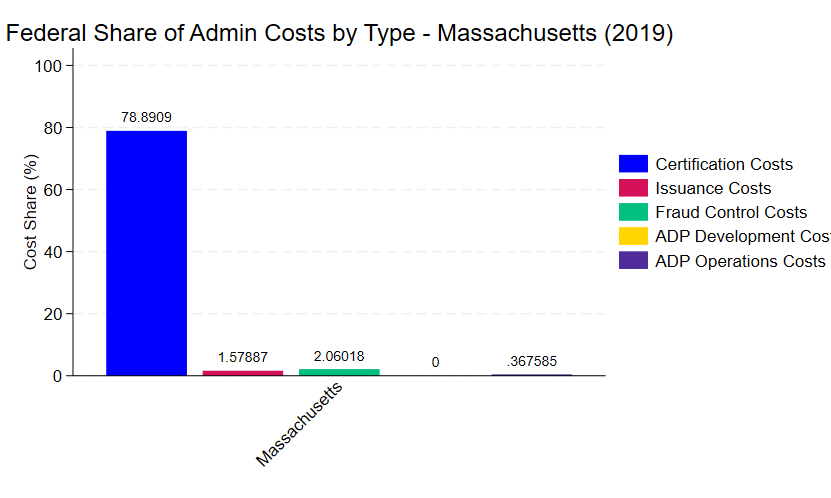 Federal Share of Admin Costs by Type - Massachusetts (2019)
Cost Share (%)
100
80
60
40
20
0
78.8909
1.57887
2.06018
0
.367585
Massachusetts
Certification Costs
Issuance Costs
Fraud Control Costs
ADP Development Cost
ADP Operations Costs